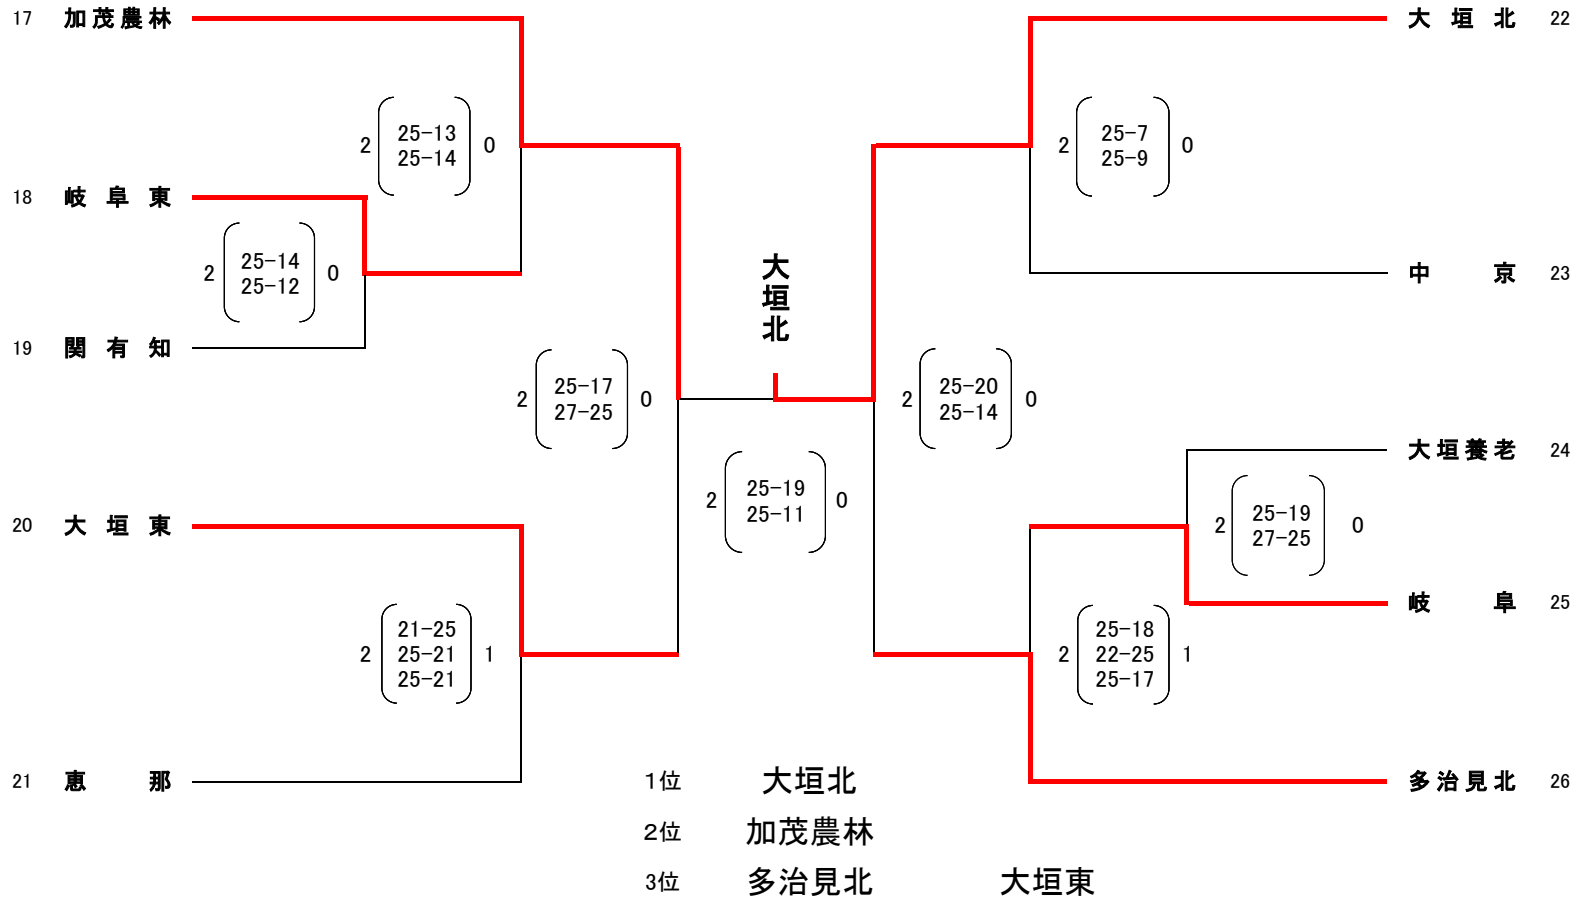 17 加茂農林
大垣北 22
2 25-13 0
25-14
2 25-7 0
25-9
18 岐阜東
2 25-14 0
25-12
大垣北
中京 23
19 関有知
2 25-17 0
27-25
2 25-20 0
25-14
大垣養老 24
2 25-19 0
25-11
2 25-19 0
27-25
20 大垣東
岐阜 25
21-25
2 25-21 1
25-21
25-18
2 22-25 1
25-17
21 恵那
多治見北 26
1位 大垣北
2位 加茂農林
3位 多治見北 大垣東